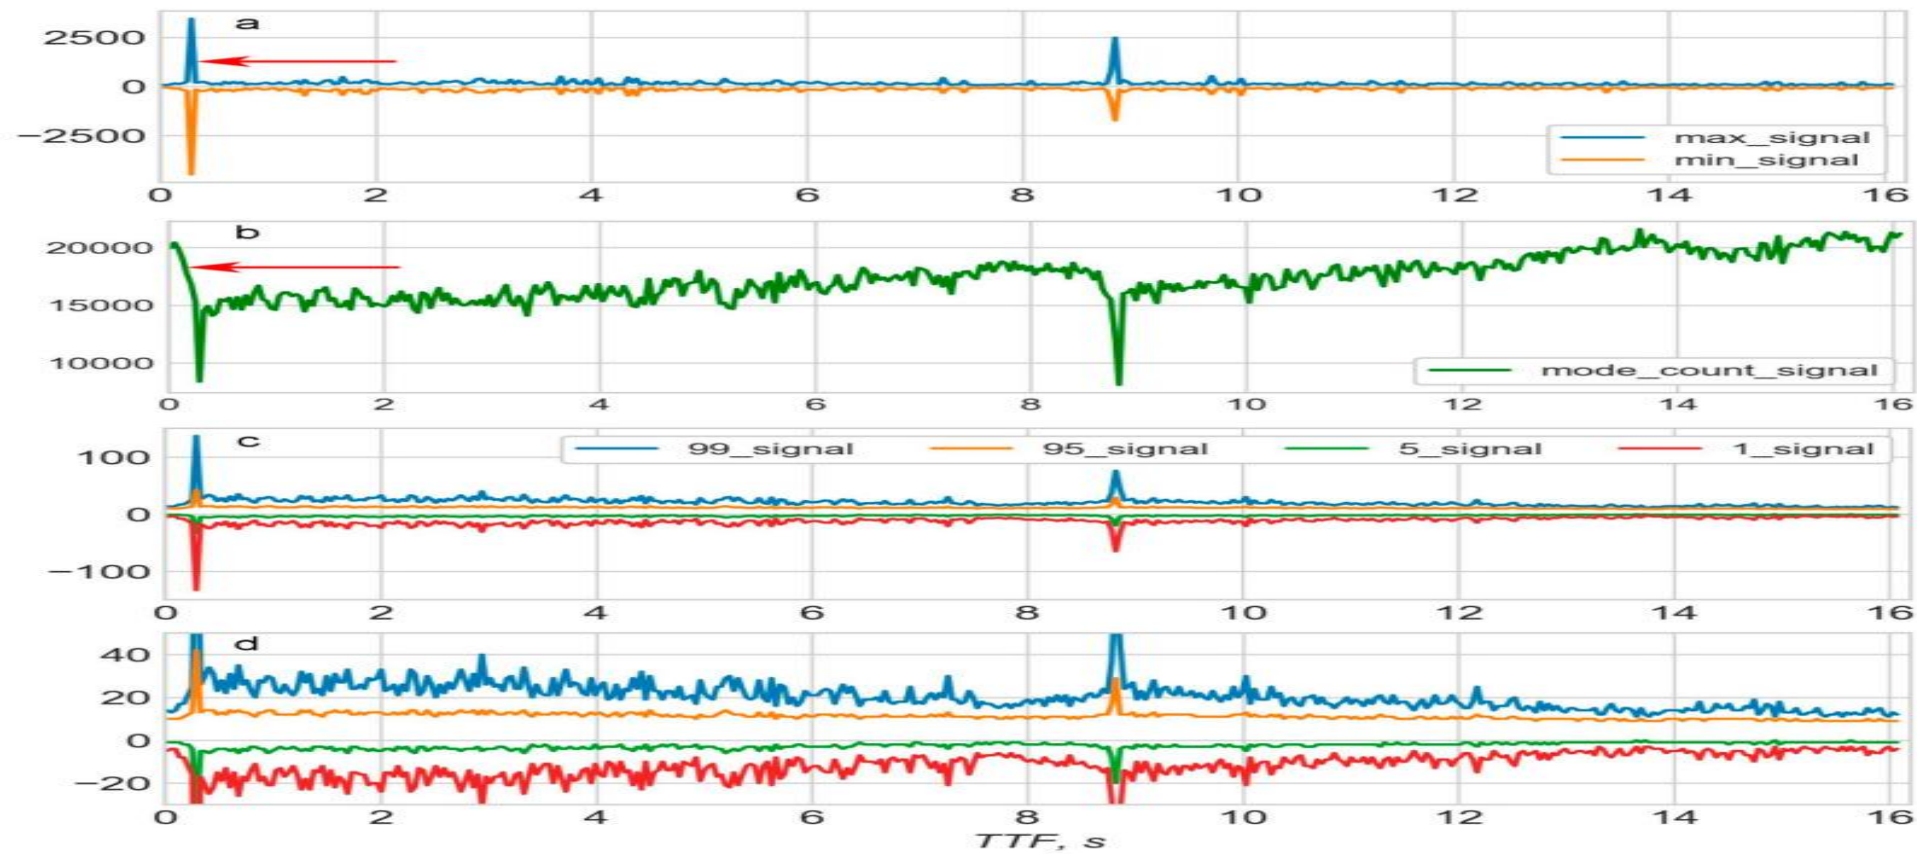 a
2500
0
−2500
max_signal
min_signal
0 2 4 6 8 10 12 14 16
b
20000
15000
10000
mode_count_signal
0 2 4 6 8 10 12 14 16
c
99_signal 95_signal 5_signal 1_signal
100
0
−100
0 2 4 6 8 10 12 14 16
d
40
20
0
−20
0 2 4 6 8 10 12 14 16
TTF, s